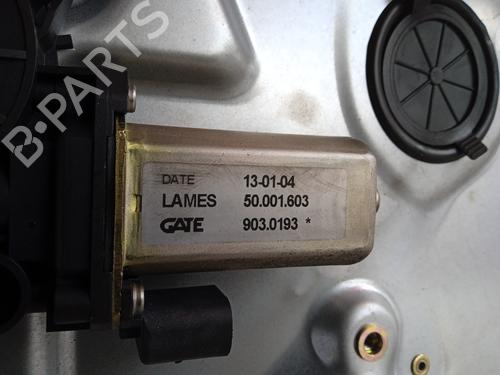 B-PARTS
DATE 13-01-04
LAMES 50.001.603
GATE 903.0193 *